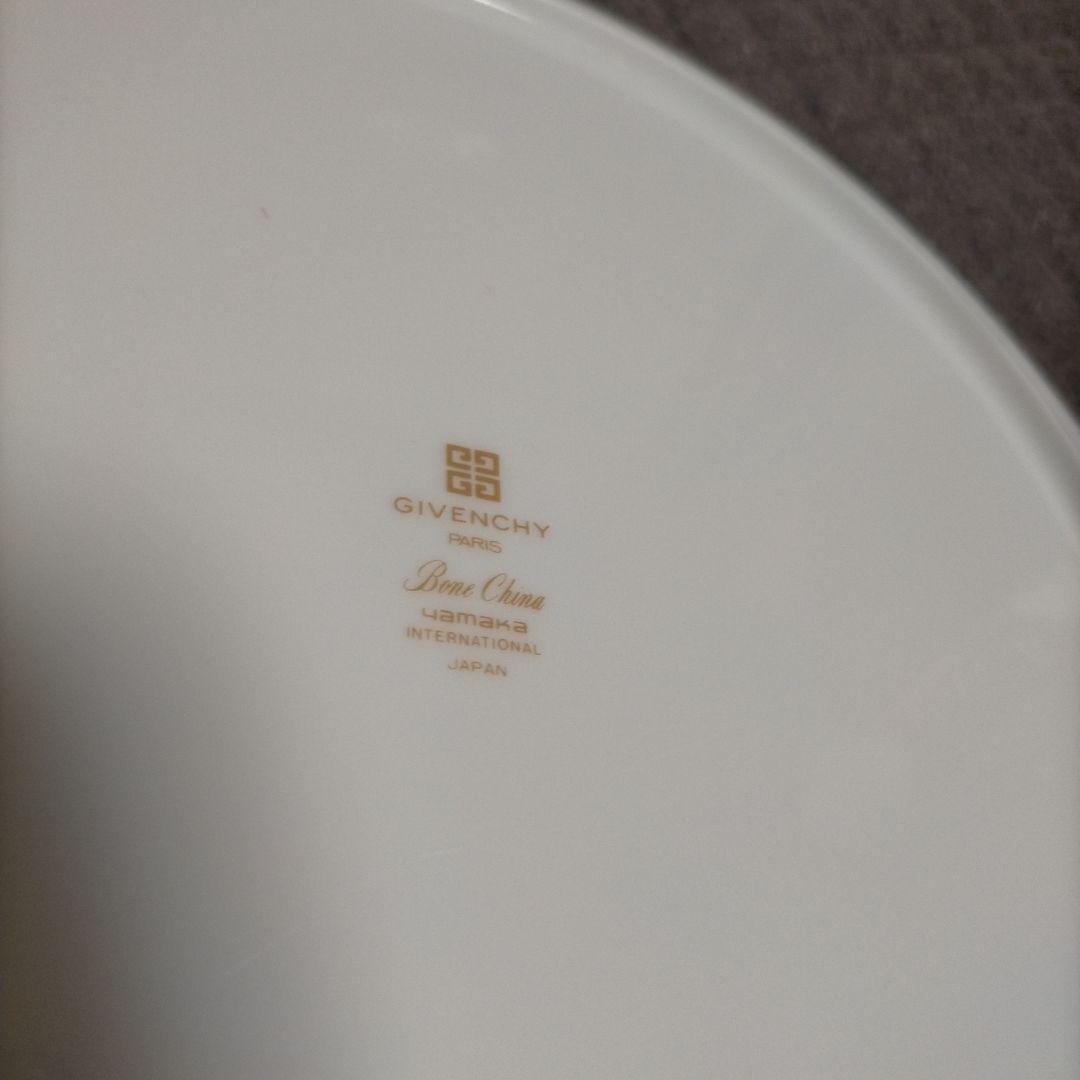 GIVENCHY
PARIS
Bone China
yamaka
INTERNATIONAL
JAPAN